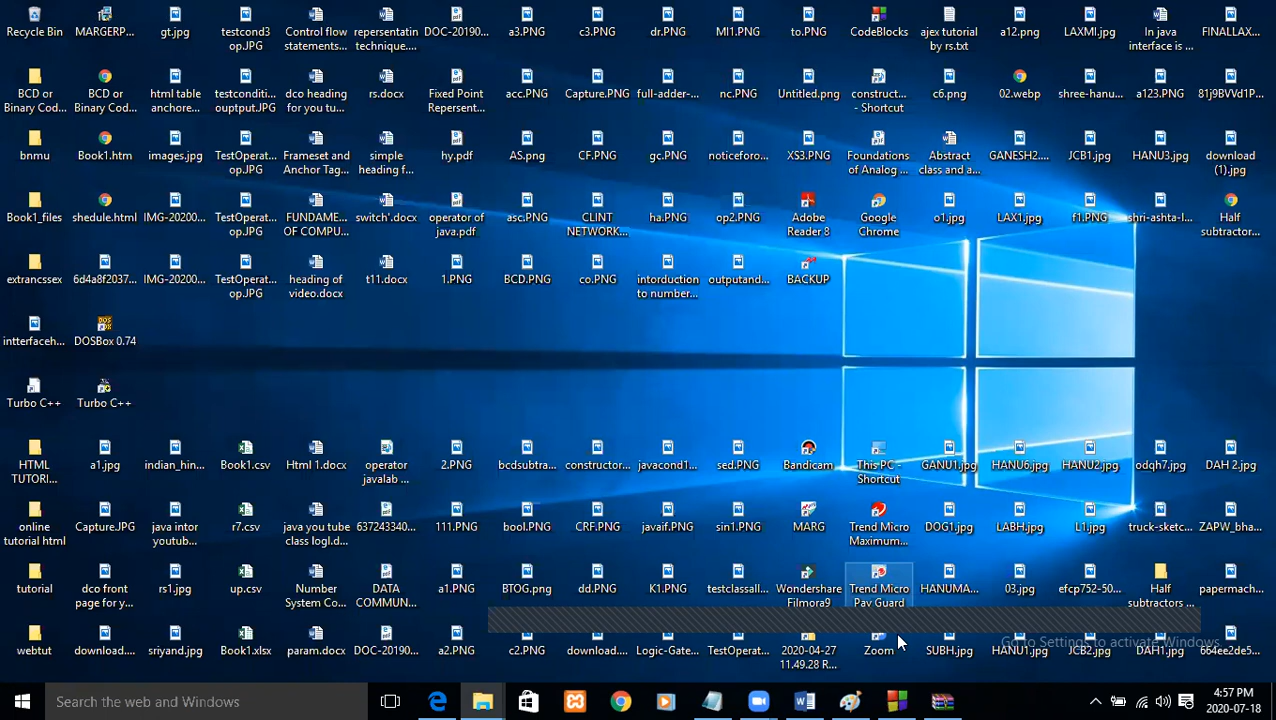 Recycle Bin MARGERP... gt.jpg testcond3 Control flow repersentation DOC-20190... a3.PNG c3.PNG dr.PNG MI1.PNG to.PNG CodeBlocks ajex tutorial a12.png LAXMI.jpg In java FINALLAX...
op.JPG statements... technique.... by rs.txt interface is ...
BCD or BCD or html table testconditi... dco heading rs.docx Fixed Point acc.PNG Capture.PNG full-adder-... nc.PNG Untitled.png construct... c6.png 02.webp shree-hanu... a123.PNG 81j9BVVd1P...
Binary Cod... Binary Cod... anchore... ouptput.JPG for you tu... Repersent... - Shortcut
bnmu Book1.htm images.jpg TestOperat... Frameset and simple hy.pdf AS.png CF.PNG gc.PNG noticeforo... XS3.PNG Foundations Abstract GANESH2.... JCB1.jpg HANU3.jpg download
op.JPG Anchor Tag... heading f... of Analog ... class and a... (1).jpg
Book1_files shedule.html IMG-20200... TestOperat... FUNDAME... switch'.docx operator of asc.PNG CLINT ha.PNG op2.PNG Adobe Google o1.jpg LAX1.jpg f1.PNG shri-ashta-l... Half
op.JPG OF COMPU... java.pdf NETWORK... Reader 8 Chrome subtractor...
extrancssex 6d4a8f2037... IMG-20200... TestOperat... heading of t11.docx 1.PNG BCD.PNG co.PNG intorduction outputand... BACKUP
op.JPG video.docx to number...
intterfaceh... DOSBox 0.74
Turbo C++ Turbo C++
HTML a1.jpg indian_hin... Book1.csv Html 1.docx operator 2.PNG bcdsubtra... constructor... javacond1... sed.PNG Bandicam This PC - GANU1.jpg HANU6.jpg HANU2.jpg odqh7.jpg DAH 2.jpg
TUTORI... javalab ... Shortcut
online Capture.JPG java intor r7.csv java you tube 637243340... 111.PNG bool.PNG CRF.PNG javaif.PNG sin1.PNG MARG Trend Micro DOG1.jpg LABH.jpg L1.jpg truck-sketc... ZAPW_bha...
tutorial html youtub... class logI.d... Maximum...
tutorial dco front rs1.jpg up.csv Number DATA a1.PNG BTOG.png dd.PNG K1.PNG testclassall... Wondershare Trend Micro HANUMA... 03.jpg efcp752-50... Half papermach...
page for y... System Co... COMMUN... Filmora9 Pay Guard subtractors ...
webtut download.... sriyand.jpg Book1.xlsx param.docx DOC-20190... a2.PNG c2.PNG download.... Logic-Gate... TestOperat... 2020-04-27 Zoom SUBH.jpg HANU1.jpg JCB2.jpg DAH1.jpg 664ee2de5...
11.49.28 R...
Go to Settings to activate Windows.
Search the web and Windows
4:57 PM
2020-07-18